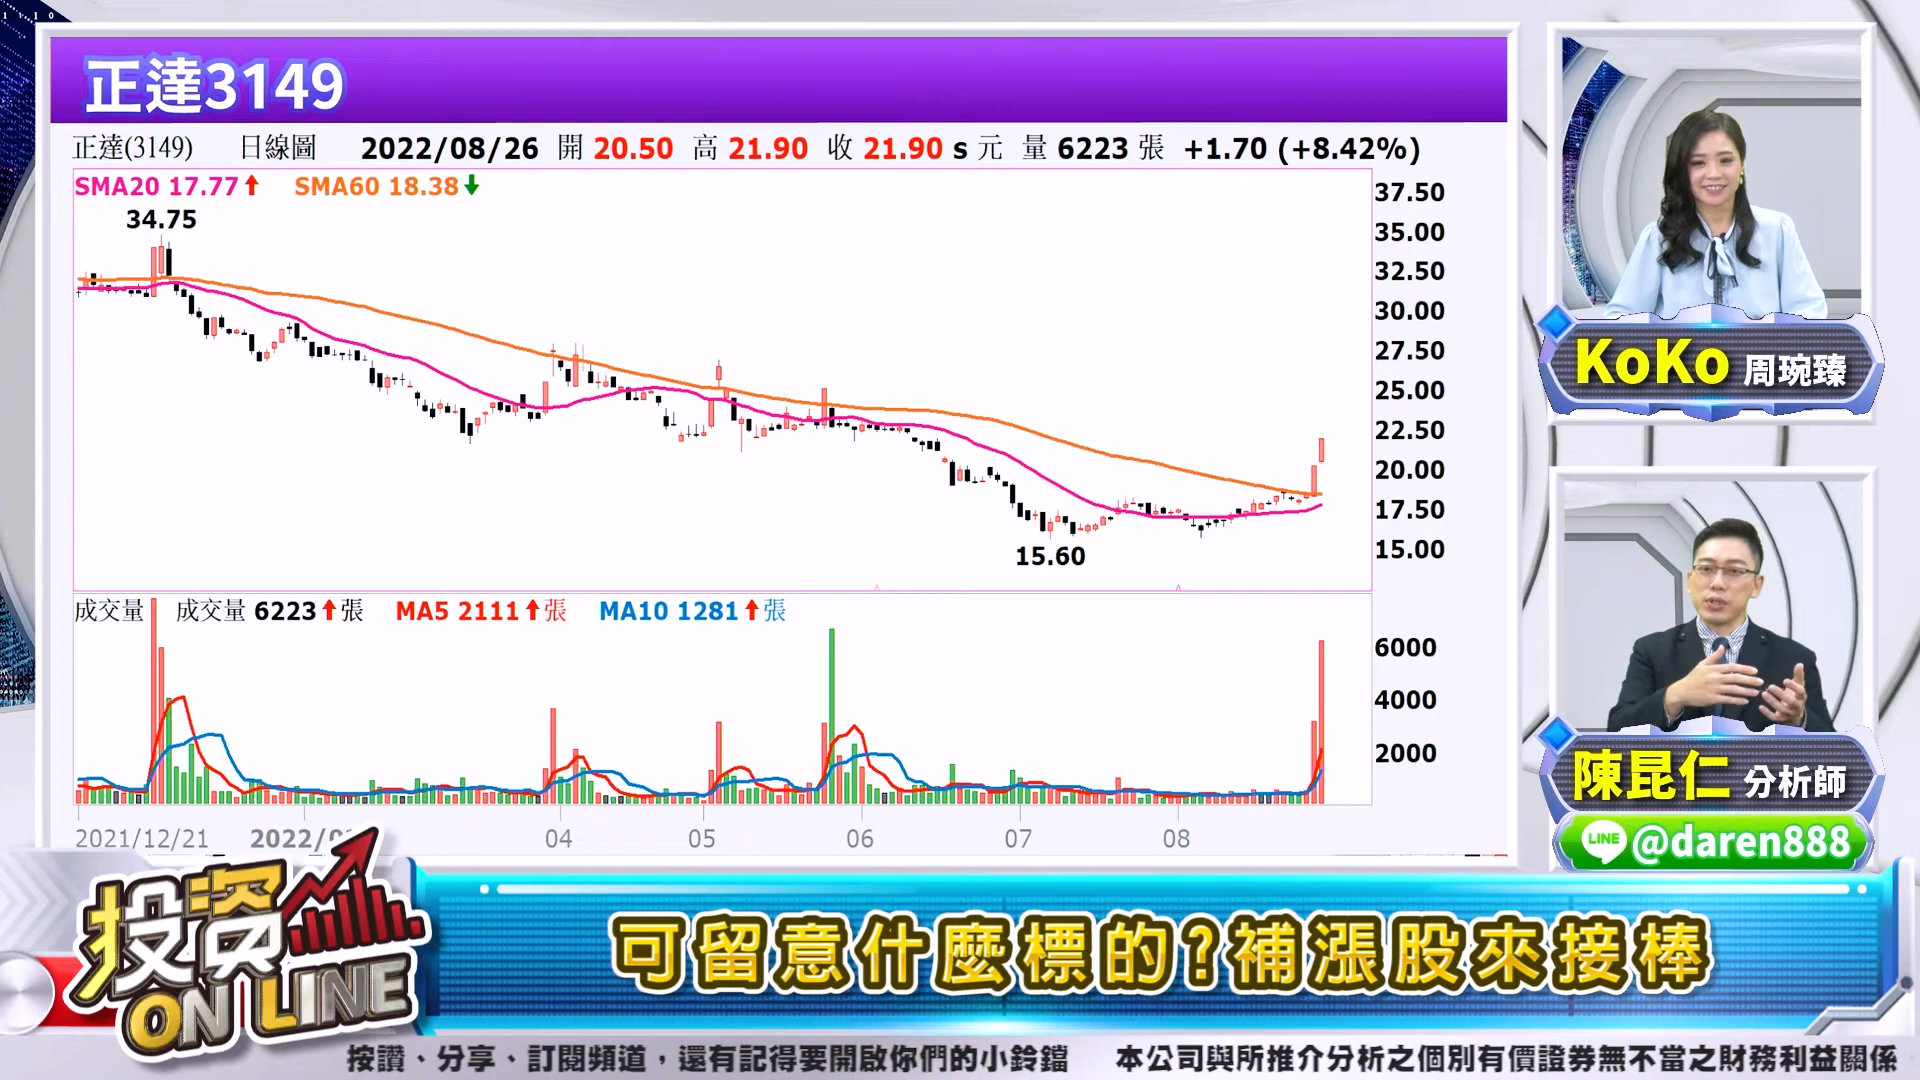 正達3149
正達(3149) 日線圖 2022/08/26 開 20.50 高 21.90 收 21.90 s 元 量 6223 張 +1.70 (+8.42%)
SMA20 17.77↑ SMA60 18.38↓
34.75
15.60
37.50
35.00
32.50
30.00
27.50
25.00
22.50
20.00
17.50
15.00
成交量 成交量 6223↑張 MA5 2111↑張 MA10 1281↑張
6000
4000
2000
2021/12/21 2022/0 04 05 06 07 08
KoKo 周琬臻
陳昆仁 分析師
LINE @daren888
投資
ON LINE
可留意什麼標的?補漲股來接棒
按讚、分享、訂閱頻道，還有記得要開啟你們的小鈴鐺 本公司與所推介分析之個別有價證券無不當之財務利益關係